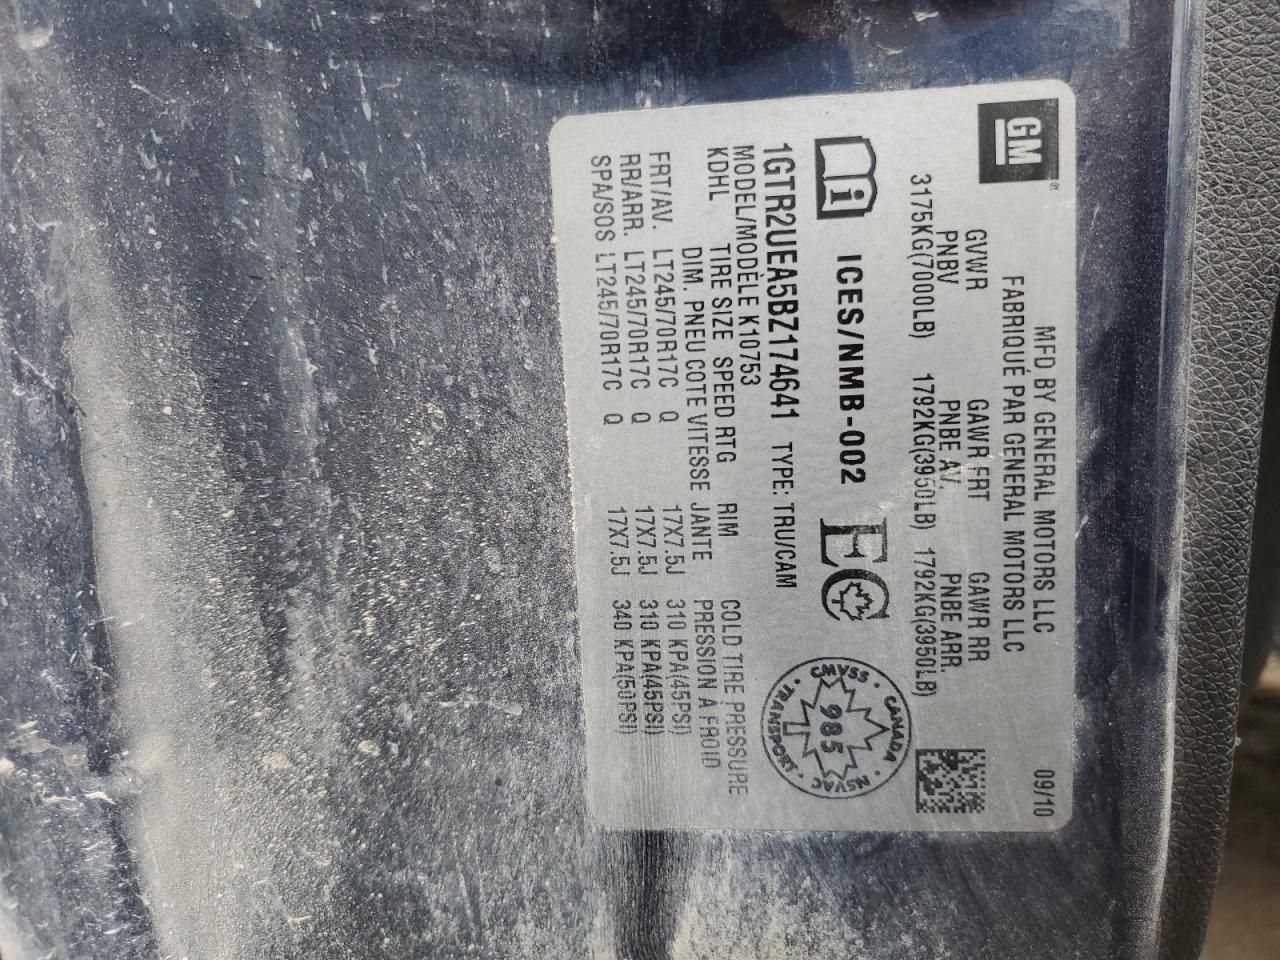 GM®
MFD BY GENERAL MOTORS LLC 09/10
FABRIQUÉ PAR GENERAL MOTORS LLC
GVWR GAWR FRT GAWR RR
PNBV PNBE AV. PNBE ARR.
3175KG(7000LB) 1792KG(3950LB) 1792KG(3950LB)
i ICES/NMB-002 EC
CANADA · NSVAC · TRANSPORT · CMVSS ·
985
1GTR2UEA5BZ174641 TYPE: TRU/CAM
MODEL/MODÈLE K10753
KDHL TIRE SIZE SPEED RTG RIM COLD TIRE PRESSURE
DIM. PNEU COTE VITESSE JANTE PRESSION À FROID
FRT/AV. LT245/70R17C Q 17X7.5J 310 KPA(45PSI)
RR/ARR. LT245/70R17C Q 17X7.5J 310 KPA(45PSI)
SPA/SOS LT245/70R17C Q 17X7.5J 340 KPA(50PSI)